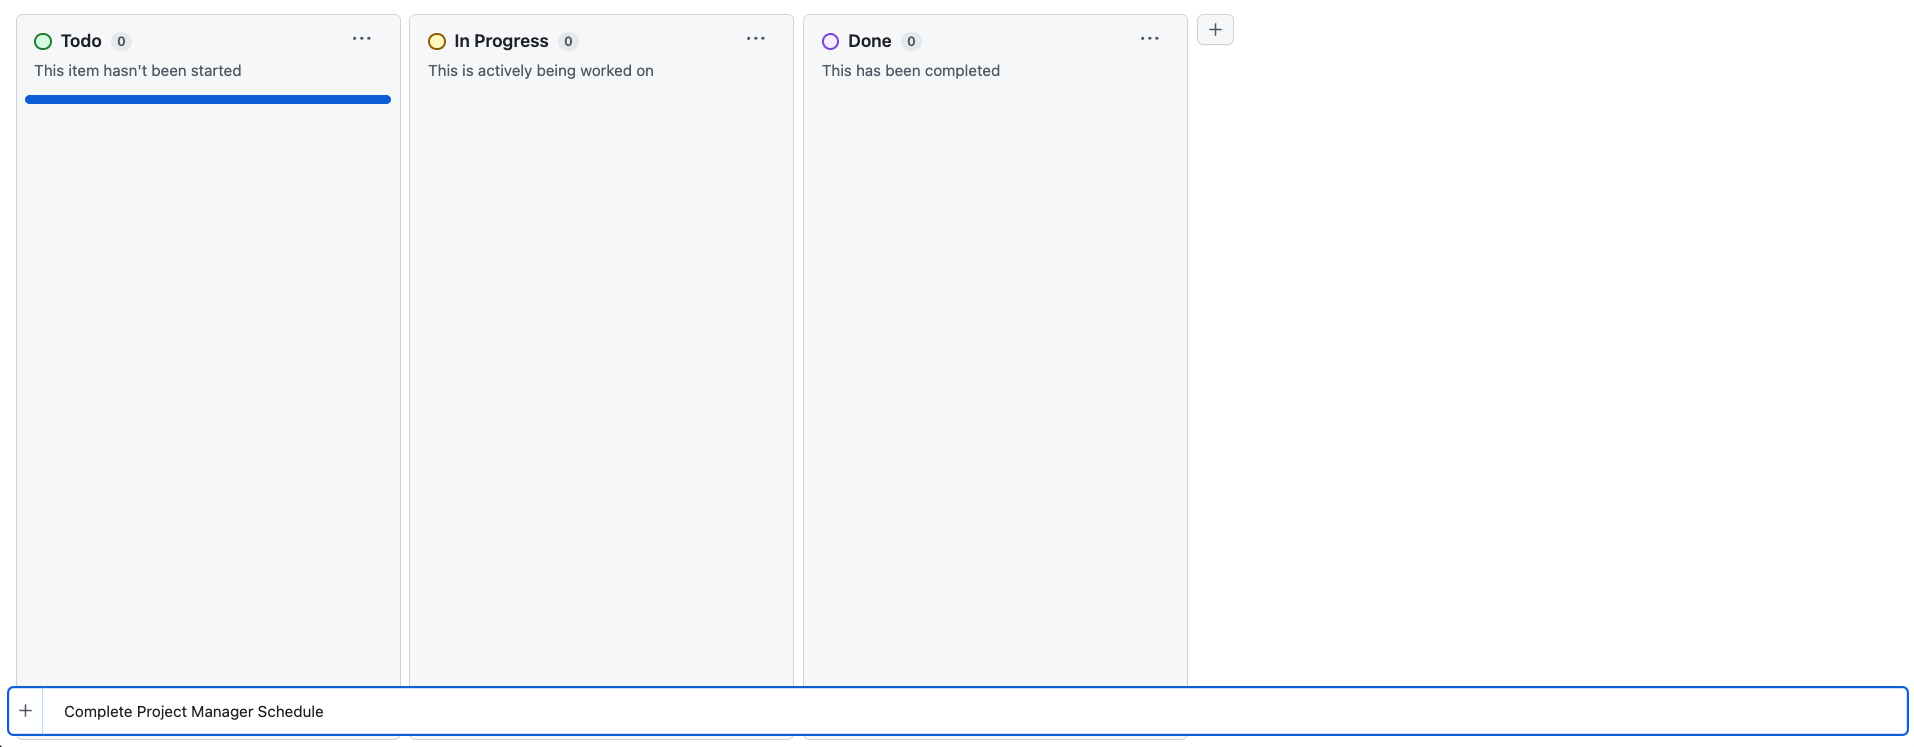 Todo 0
This item hasn't been started
In Progress 0
This is actively being worked on
Done 0
This has been completed
Complete Project Manager Schedule